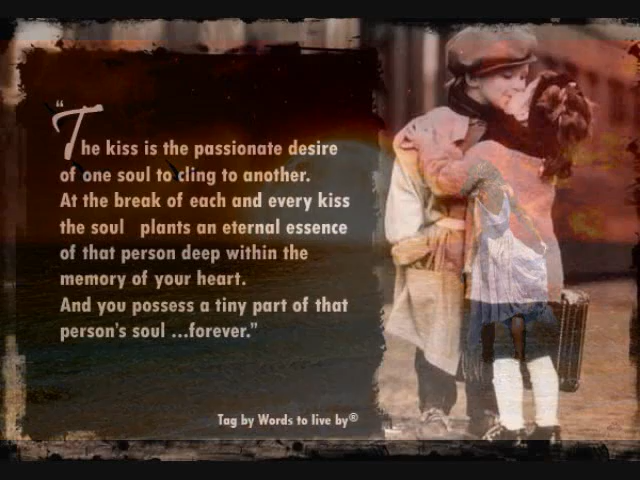 “The kiss is the passionate desire
of one soul to cling to another.
At the break of each and every kiss
the soul plants an eternal essence
of that person deep within the
memory of your heart.
And you possess a tiny part of that
person's soul ...forever.”
Tag by Words to live by®